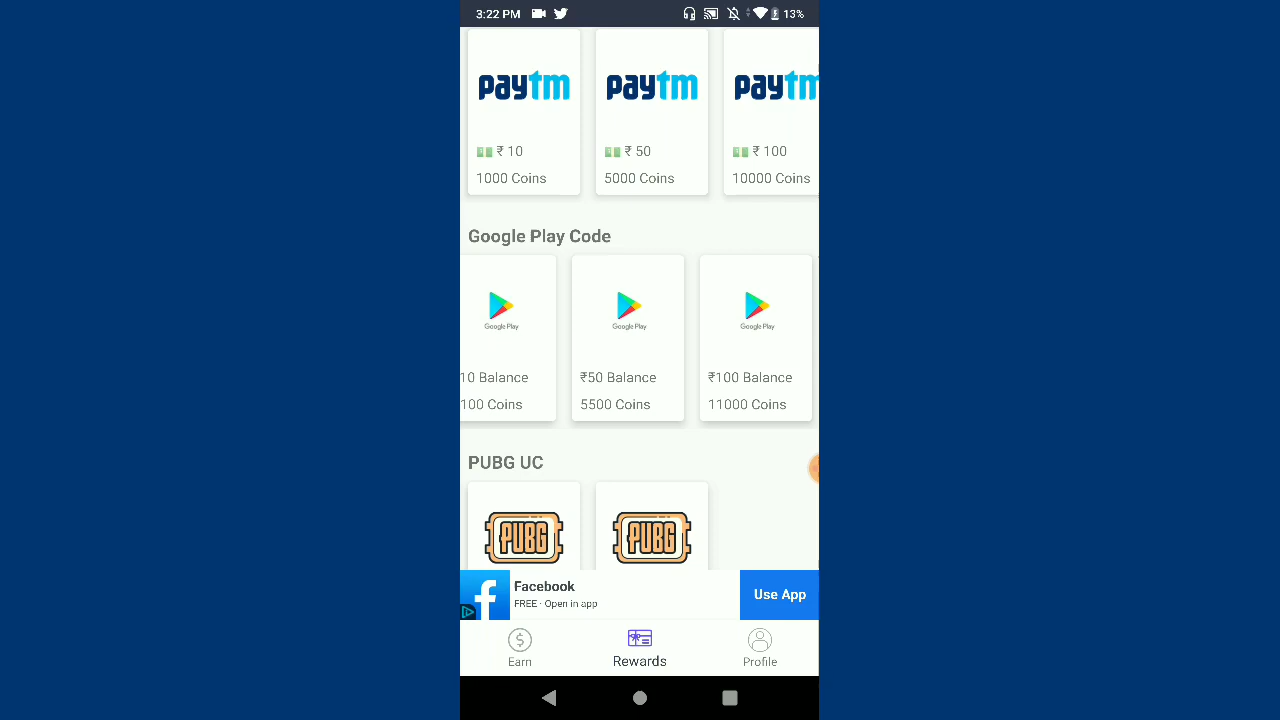 3:22 PM 13%
paytm paytm paytm
₹ 10 ₹ 50 ₹ 100
1000 Coins 5000 Coins 10000 Coins
Google Play Code
Google Play Google Play Google Play
10 Balance ₹50 Balance ₹100 Balance
100 Coins 5500 Coins 11000 Coins
PUBG UC
PUBG PUBG
Facebook
FREE · Open in app
Use App
Earn Rewards Profile